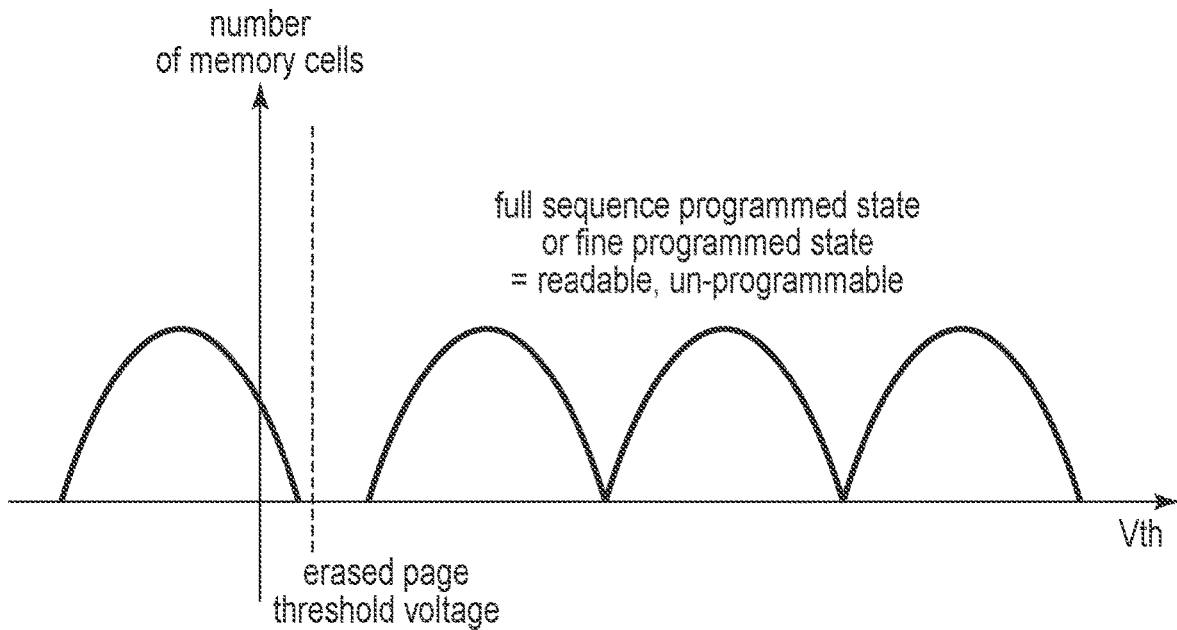 number
of memory cells
full sequence programmed state
or fine programmed state
= readable, un-programmable
Vth
erased page
threshold voltage